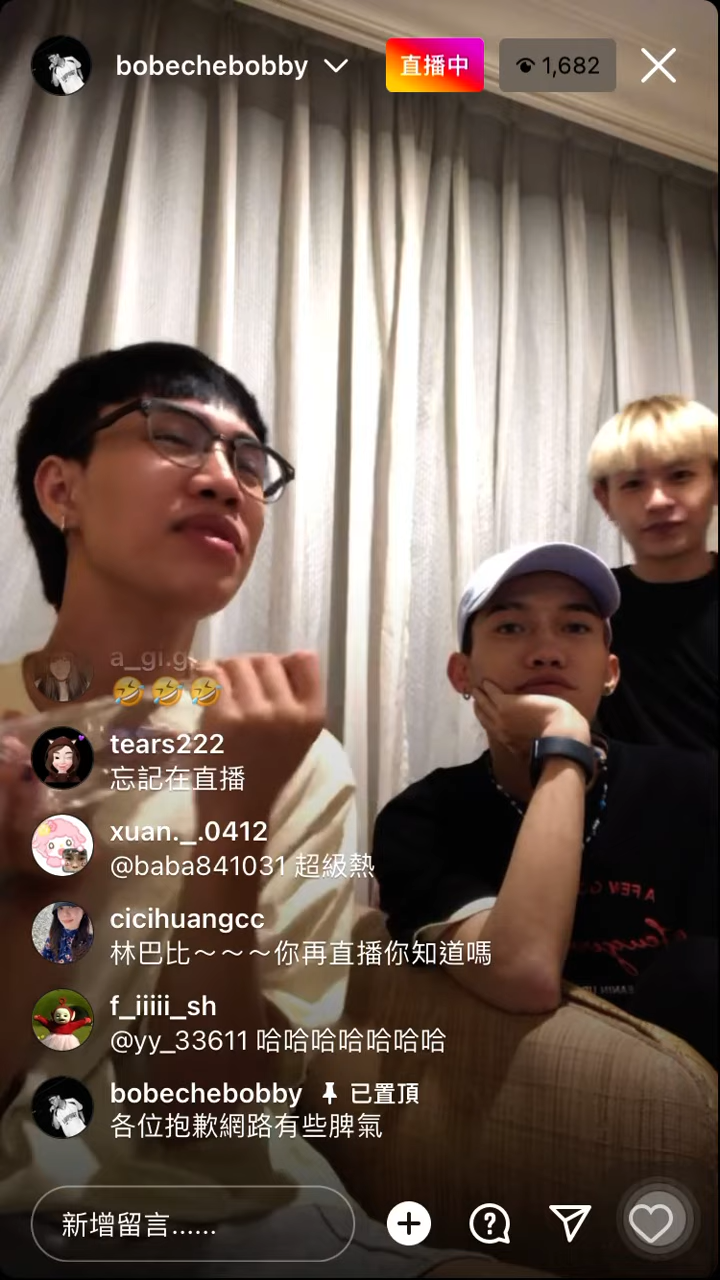 bobechebobby
直播中
1,682
a_gi.g
🤣🤣🤣
tears222
忘記在直播
xuan._.0412
@baba841031 超級熱
cicihuangcc
林巴比～～～你再直播你知道嗎
f_iiiii_sh
@yy_33611 哈哈哈哈哈哈哈
bobechebobby 已置頂
各位抱歉網路有些脾氣
新增留言......
A FEW GO